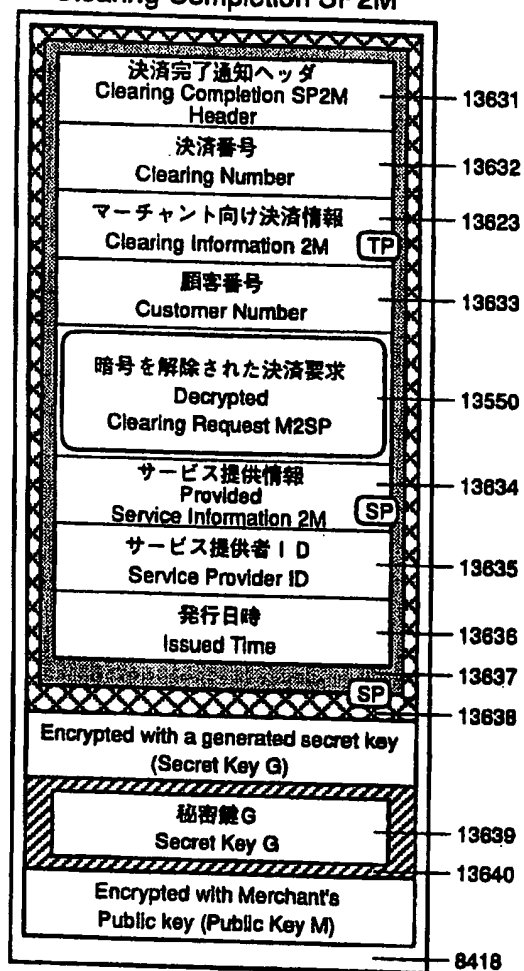 Clearing Completion SP2M
決済完了通知ヘッダ
Clearing Completion SP2M
Header
13631
決済番号
Clearing Number
13632
マーチャント向け決済情報
Clearing Information 2M
TP
13623
顧客番号
Customer Number
13633
暗号を解除された決済要求
Decrypted
Clearing Request M2SP
13550
サービス提供情報
Provided
Service Information 2M
SP
13634
サービス提供者ID
Service Provider ID
13635
発行日時
Issued Time
13636
13637
SP
13638
Encrypted with a generated secret key
(Secret Key G)
秘密鍵G
Secret Key G
13639
13640
Encrypted with Merchant's
Public key (Public Key M)
8418